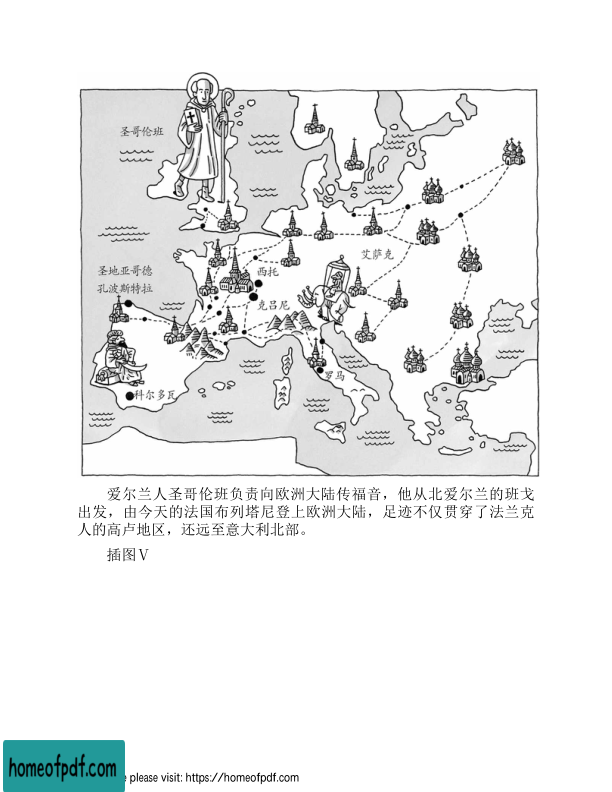 圣哥伦班
圣地亚哥德
孔波斯特拉
西托
艾萨克
克吕尼
罗马
科尔多瓦
爱尔兰人圣哥伦班负责向欧洲大陆传福音，他从北爱尔兰的班戈
出发，由今天的法国布列塔尼登上欧洲大陆，足迹不仅贯穿了法兰克
人的高卢地区，还远至意大利北部。
插图Ⅴ
homeofpdf.com
please visit: https://homeofpdf.com